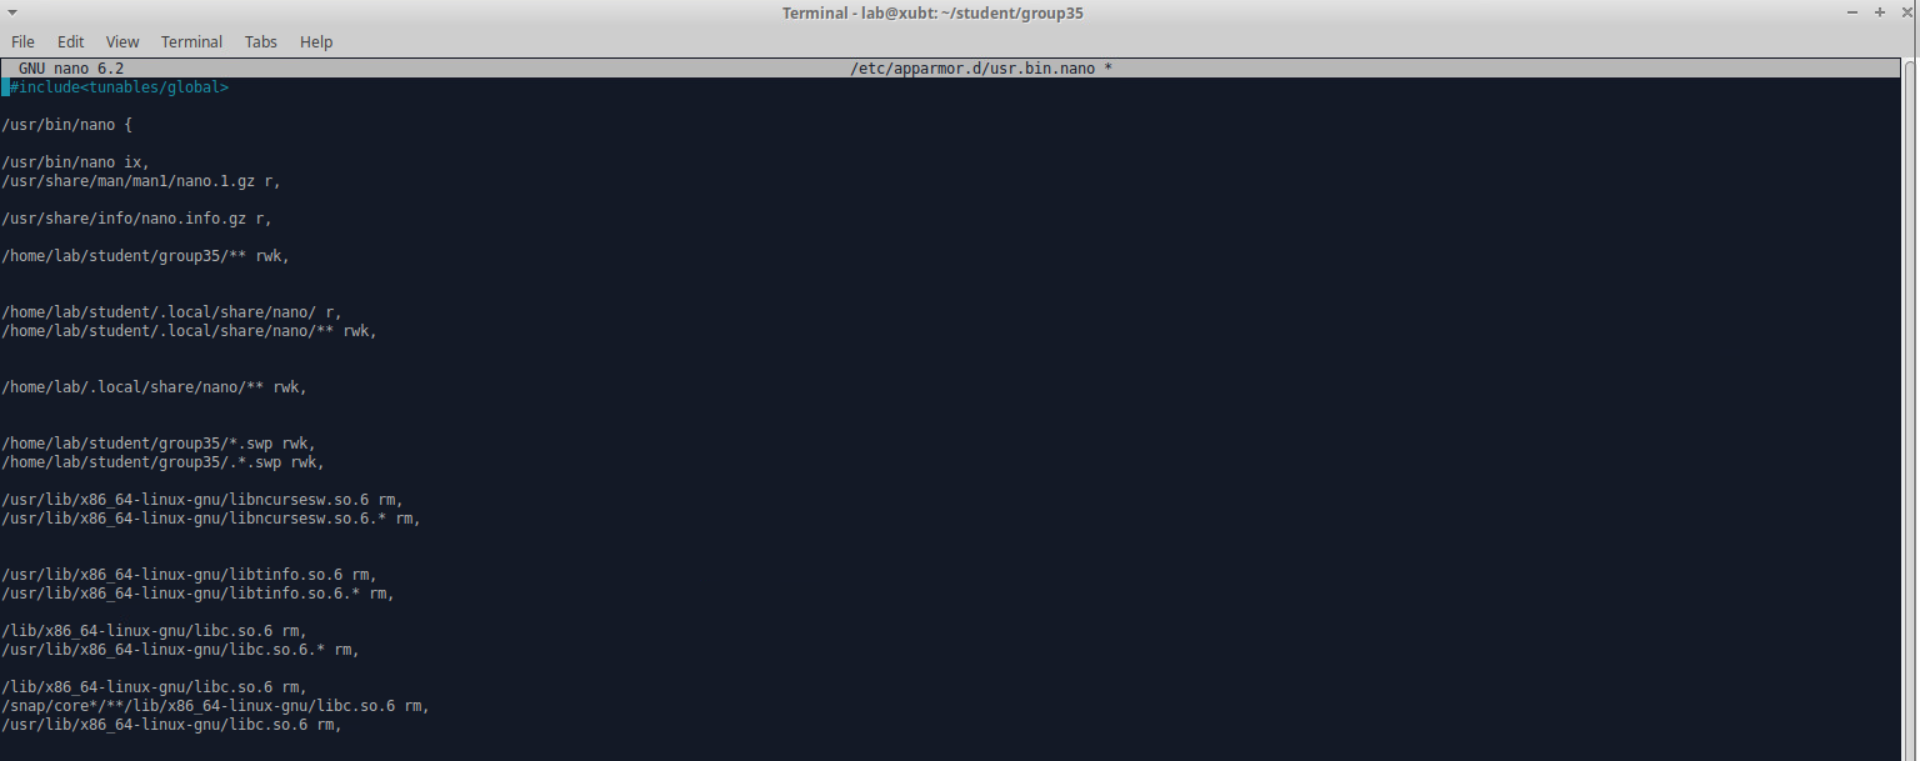 Terminal - lab@xubt: ~/student/group35
File Edit View Terminal Tabs Help
GNU nano 6.2 /etc/apparmor.d/usr.bin.nano *
#include<tunables/global>
/usr/bin/nano {
/usr/bin/nano ix,
/usr/share/man/man1/nano.1.gz r,
/usr/share/info/nano.info.gz r,
/home/lab/student/group35/** rwk,
/home/lab/student/.local/share/nano/ r,
/home/lab/student/.local/share/nano/** rwk,
/home/lab/.local/share/nano/** rwk,
/home/lab/student/group35/*.swp rwk,
/home/lab/student/group35/.*.swp rwk,
/usr/lib/x86_64-linux-gnu/libncursesw.so.6 rm,
/usr/lib/x86_64-linux-gnu/libncursesw.so.6.* rm,
/usr/lib/x86_64-linux-gnu/libtinfo.so.6 rm,
/usr/lib/x86_64-linux-gnu/libtinfo.so.6.* rm,
/lib/x86_64-linux-gnu/libc.so.6 rm,
/usr/lib/x86_64-linux-gnu/libc.so.6.* rm,
/lib/x86_64-linux-gnu/libc.so.6 rm,
/snap/core*/**/lib/x86_64-linux-gnu/libc.so.6 rm,
/usr/lib/x86_64-linux-gnu/libc.so.6 rm,